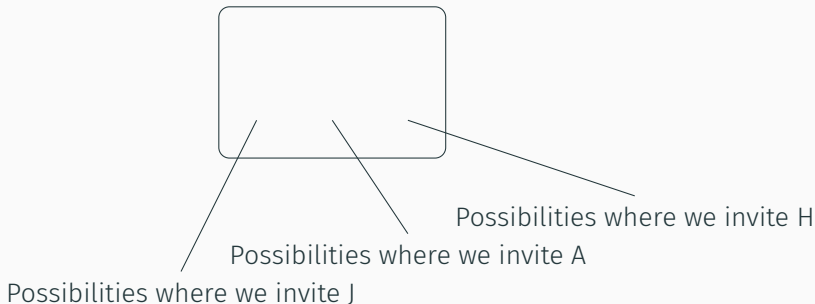 Possibilities where we invite H
Possibilities where we invite A
Possibilities where we invite J